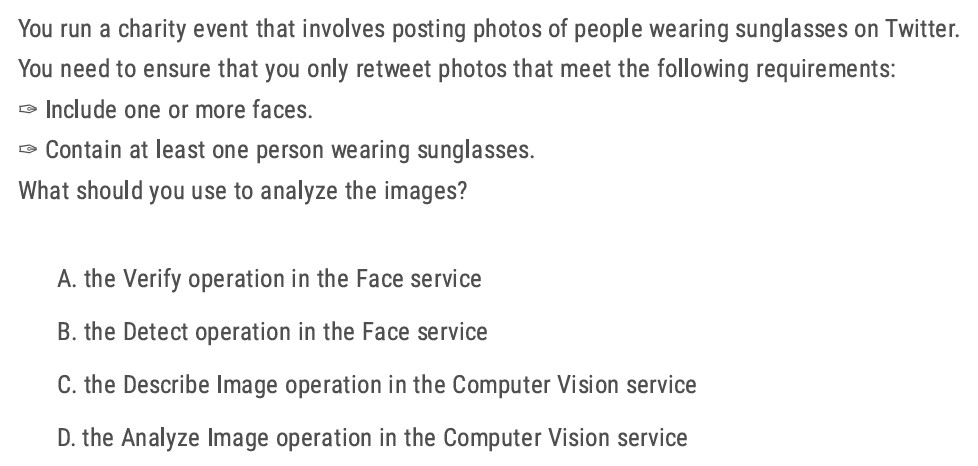 You run a charity event that involves posting photos of people wearing sunglasses on Twitter.
You need to ensure that you only retweet photos that meet the following requirements:
✑ Include one or more faces.
✑ Contain at least one person wearing sunglasses.
What should you use to analyze the images?
A. the Verify operation in the Face service
B. the Detect operation in the Face service
C. the Describe Image operation in the Computer Vision service
D. the Analyze Image operation in the Computer Vision service